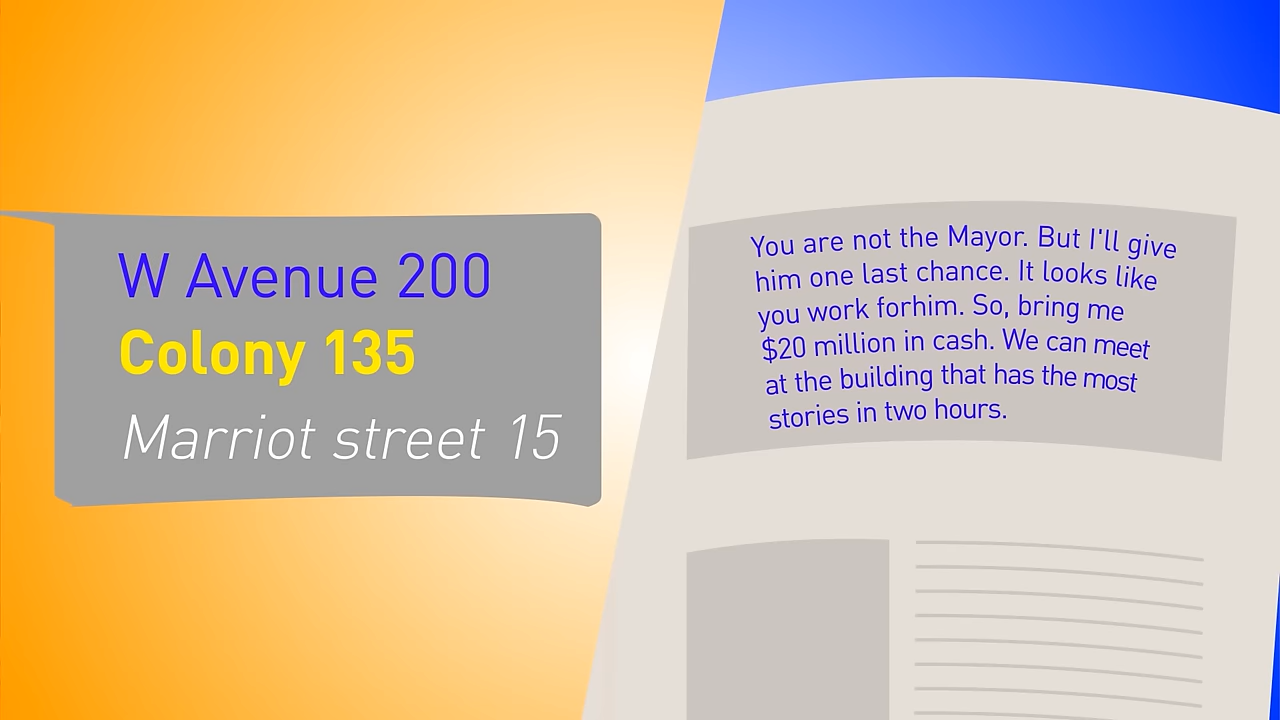 W Avenue 200
Colony 135
Marriot street 15
You are not the Mayor. But I'll give
him one last chance. It looks like
you work forhim. So, bring me
$20 million in cash. We can meet
at the building that has the most
stories in two hours.